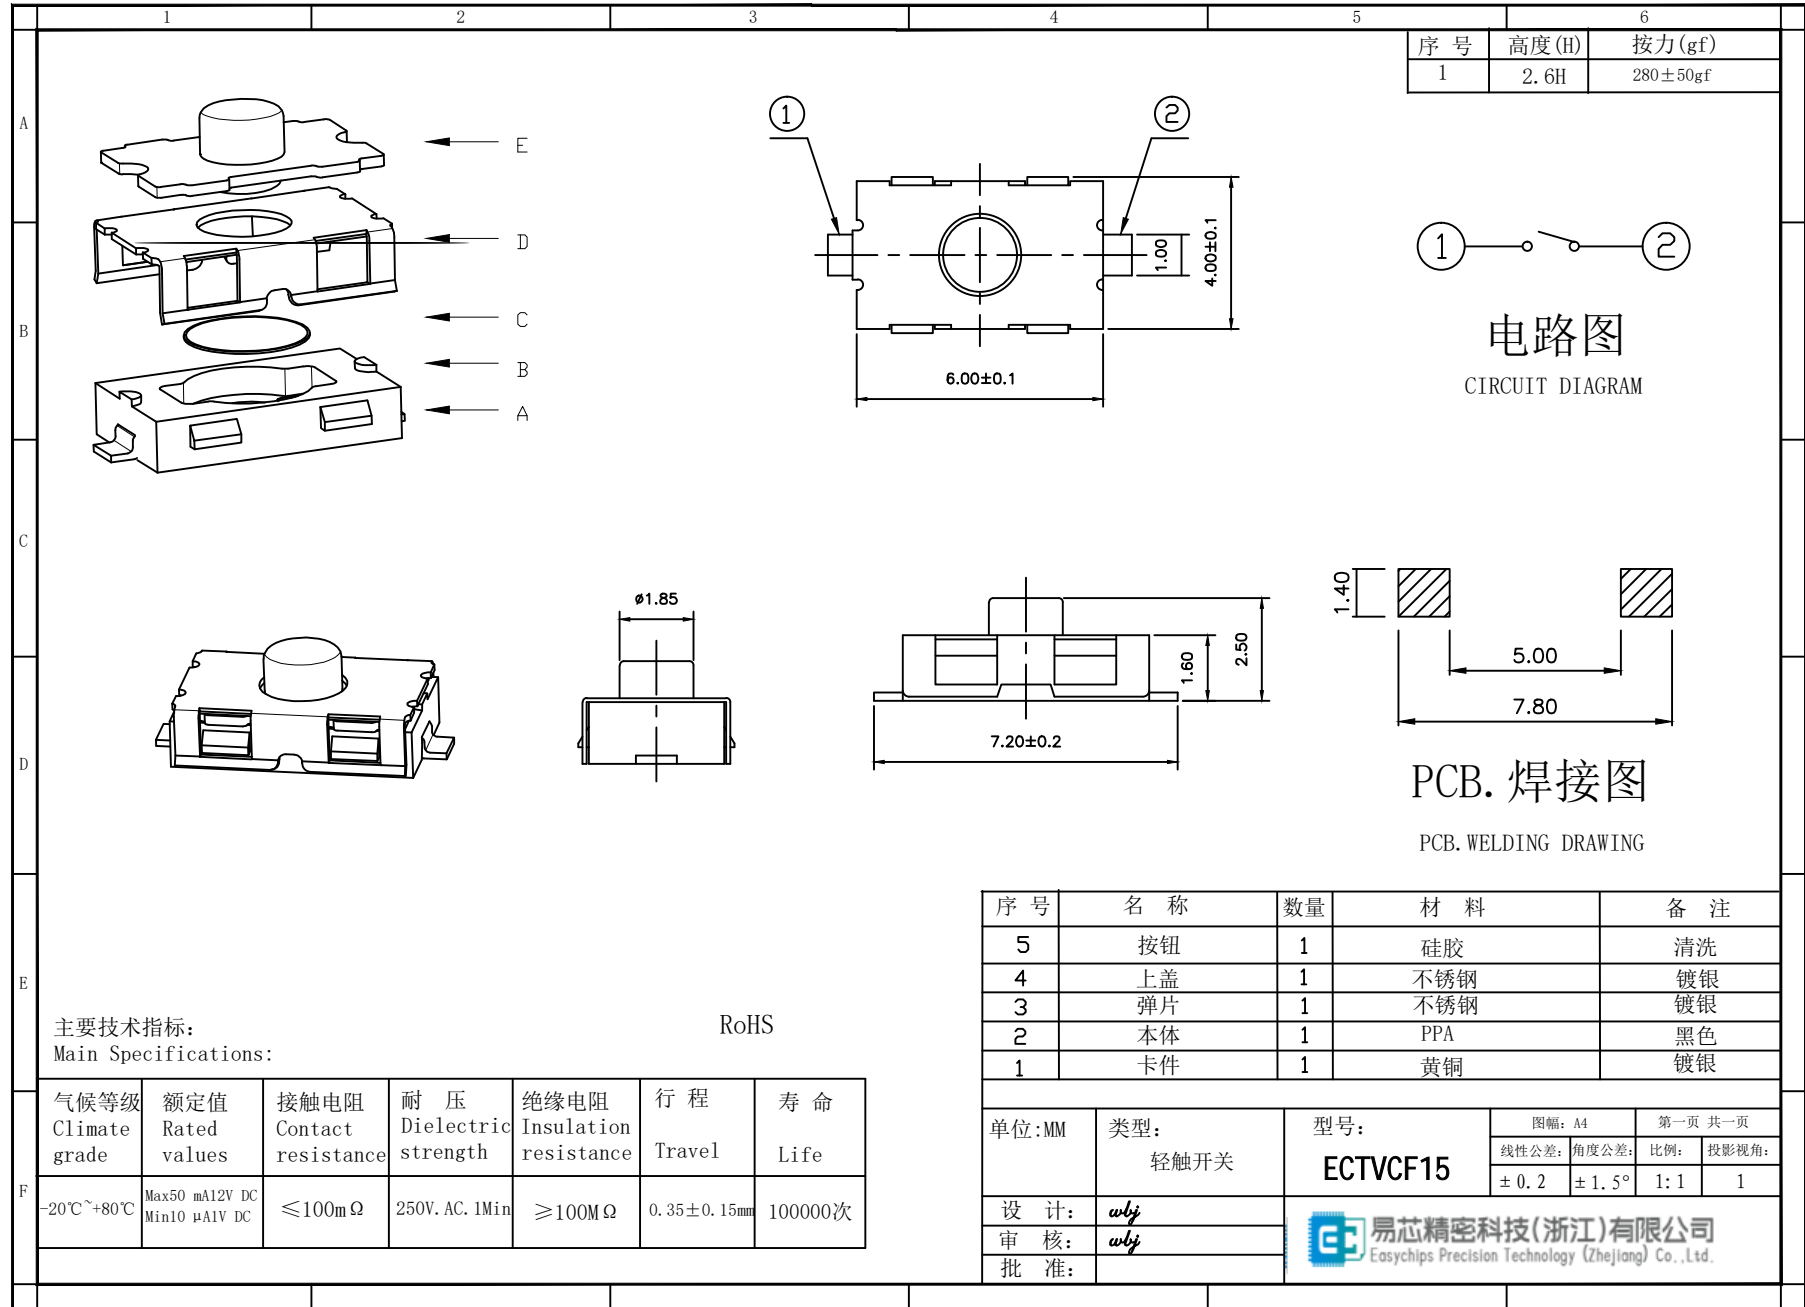 1 2 3 4 5 6
A
B
C
D
E
F
序 号 高度(H) 按力(gf)
1 2.6H 280±50gf
E
D
C
B
A
1 2
1.00
4.00±0.1
6.00±0.1
1 2
电路图
CIRCUIT DIAGRAM
ø1.85
1.60
2.50
7.20±0.2
1.40
5.00
7.80
PCB.焊接图
PCB.WELDING DRAWING
序 号 名 称 数量 材 料 备 注
5 按钮 1 硅胶 清洗
4 上盖 1 不锈钢 镀银
3 弹片 1 不锈钢 镀银
2 本体 1 PPA 黑色
1 卡件 1 黄铜 镀银
主要技术指标:
Main Specifications:
RoHS
气候等级 额定值 接触电阻 耐 压 绝缘电阻 行 程 寿 命
Climate Rated Contact Dielectric Insulation Travel Life
grade values resistance strength resistance
-20℃~+80℃ Max50 mA12V DC ≤100mΩ 250V.AC.1Min ≥100MΩ 0.35±0.15mm 100000次
Min10 μA1V DC
单位:MM 类型: 型号: 图幅: A4 第一页 共一页
轻触开关 ECTVCF15 线性公差: 角度公差: 比例: 投影视角:
±0.2 ±1.5° 1:1 1
设 计: wbj
审 核: wbj
批 准:
易芯精密科技(浙江)有限公司
Easychips Precision Technology (Zhejiang) Co.,Ltd.